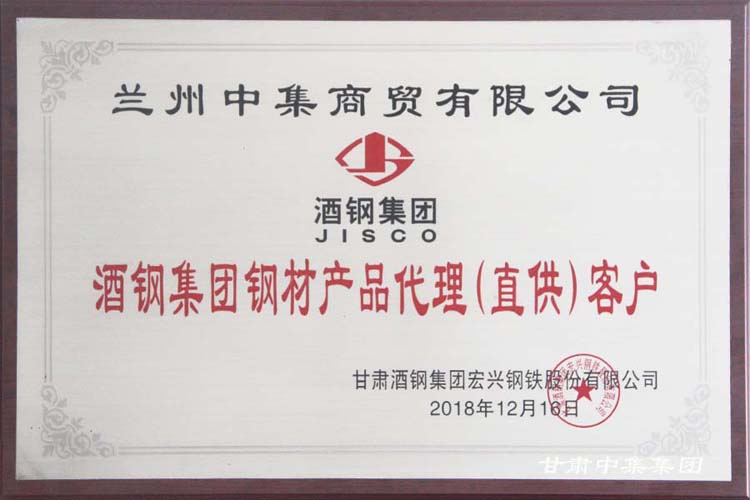 兰州中集商贸有限公司
酒钢集团
JISCO
酒钢集团钢材产品代理(直供)客户
甘肃酒钢集团宏兴钢铁股份有限公司
2018年12月16日
甘肃中集集团